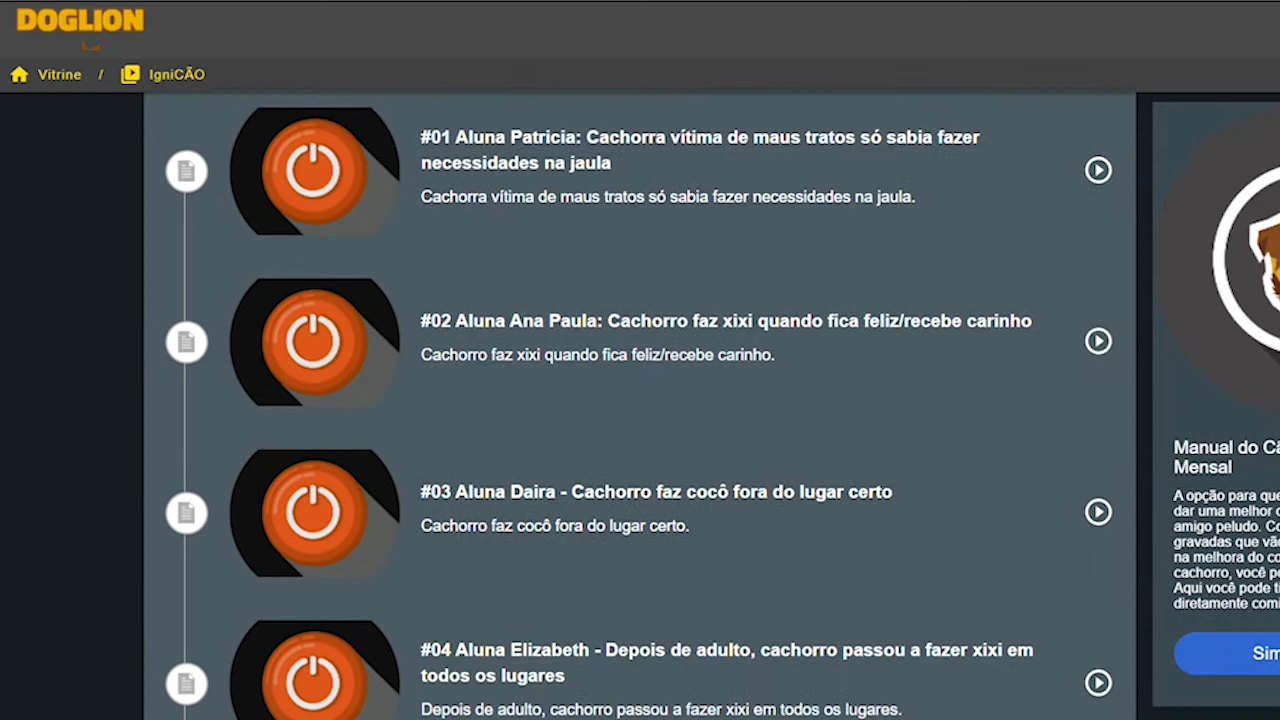 DOGLION
Vitrine / IgniCÃO
#01 Aluna Patricia: Cachorra vítima de maus tratos só sabia fazer
necessidades na jaula
Cachorra vítima de maus tratos só sabia fazer necessidades na jaula.
#02 Aluna Ana Paula: Cachorro faz xixi quando fica feliz/recebe carinho
Cachorro faz xixi quando fica feliz/recebe carinho.
#03 Aluna Daira - Cachorro faz cocô fora do lugar certo
Cachorro faz cocô fora do lugar certo.
#04 Aluna Elizabeth - Depois de adulto, cachorro passou a fazer xixi em
todos os lugares
Depois de adulto, cachorro passou a fazer xixi em todos os lugares.
Manual do
Mensal
A opção para
dar uma melhor
amigo peludo.
gravadas que
na melhora do
cachorro, você
Aqui você pode
diretamente